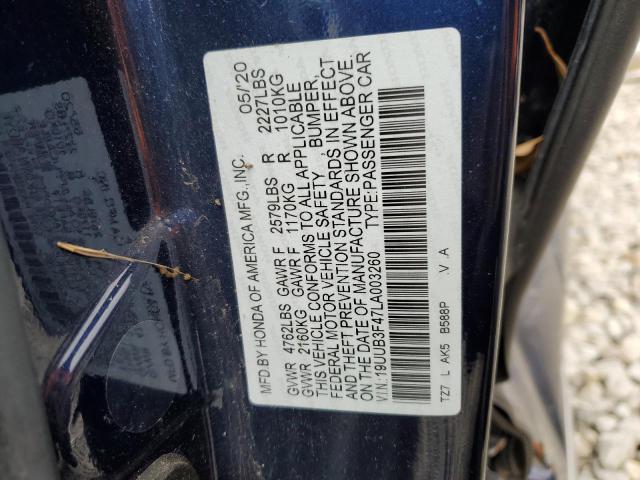 MFD.BY HONDA OF AMERICA MFG.,INC. 05/'20
GVWR 4762LBS GAWR F 2579LBS R 2227LBS
GVWR 2160KG GAWR F 1170KG R 1010KG
THIS VEHICLE CONFORMS TO ALL APPLICABLE
FEDERAL MOTOR VEHICLE SAFETY BUMPER,
AND THEFT PREVENTION STANDARDS IN EFFECT
ON THE DATE OF MANUFACTURE SHOWN ABOVE.
VIN:19UUB3F47LA003260 TYPE:PASSENGER CAR
TZ7 L AK5 B588P .V A